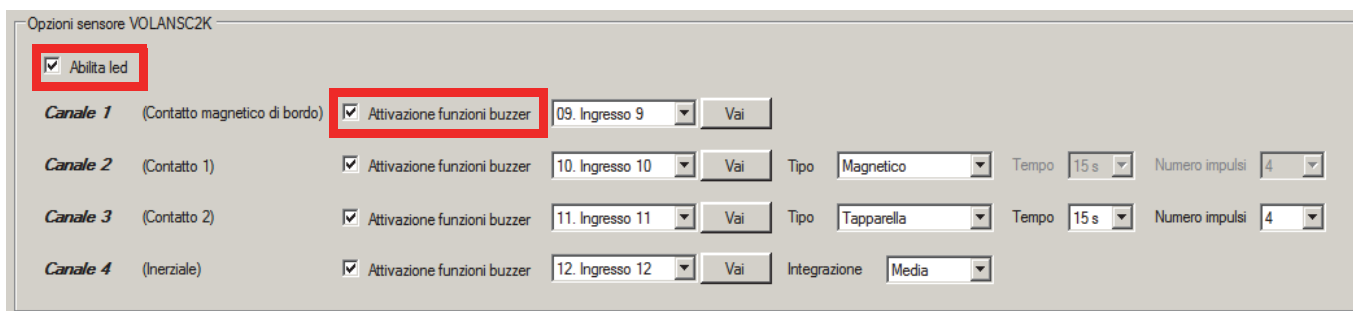 Opzioni sensore VOLANSC2K
Abilita led
Canale 1 (Contatto magnetico di bordo) Attivazione funzioni buzzer 09. Ingresso 9 Vai
Canale 2 (Contatto 1) Attivazione funzioni buzzer 10. Ingresso 10 Vai Tipo Magnetico Tempo 15 s Numero impulsi 4
Canale 3 (Contatto 2) Attivazione funzioni buzzer 11. Ingresso 11 Vai Tipo Tapparella Tempo 15 s Numero impulsi 4
Canale 4 (Inerziale) Attivazione funzioni buzzer 12. Ingresso 12 Vai Integrazione Media